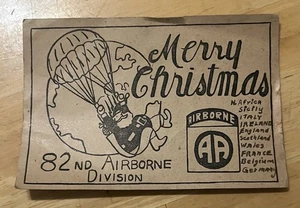 Merry
Christmas
N. Africa
Sicily
ITALY
IRELAND
England
Scotland
WALES
FRANCE
Belgium
GERMANY
AIRBORNE
AA
82ND AIRBORNE
DIVISION